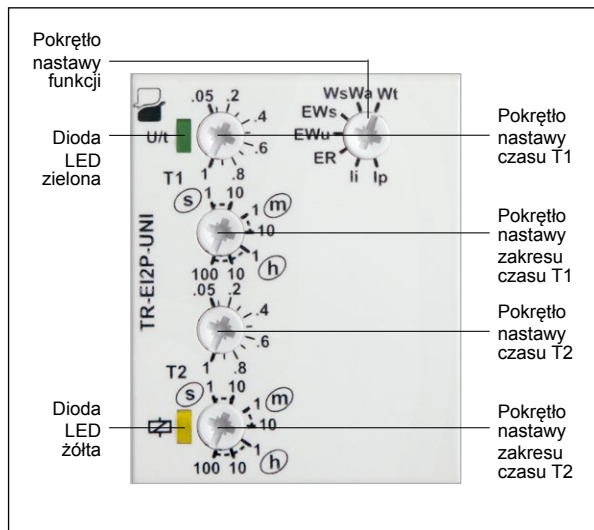 Pokrętło
nastawy
funkcji
Dioda
LED
zielona
Dioda
LED
żółta
TR-EI2P-UNI
U/t
.05 .2
.4
.6
.8
1
T1
s
1 10
1 m
10
1 h
100 10
.05 .2
.4
.6
.8
1
T2
s
1 10
1 m
10
1 h
100 10
WsWa Wt
EWs
EWu
ER
Ii Ip
Pokrętło
nastawy
czasu T1
Pokrętło
nastawy
zakresu
czasu T1
Pokrętło
nastawy
czasu T2
Pokrętło
nastawy
zakresu
czasu T2